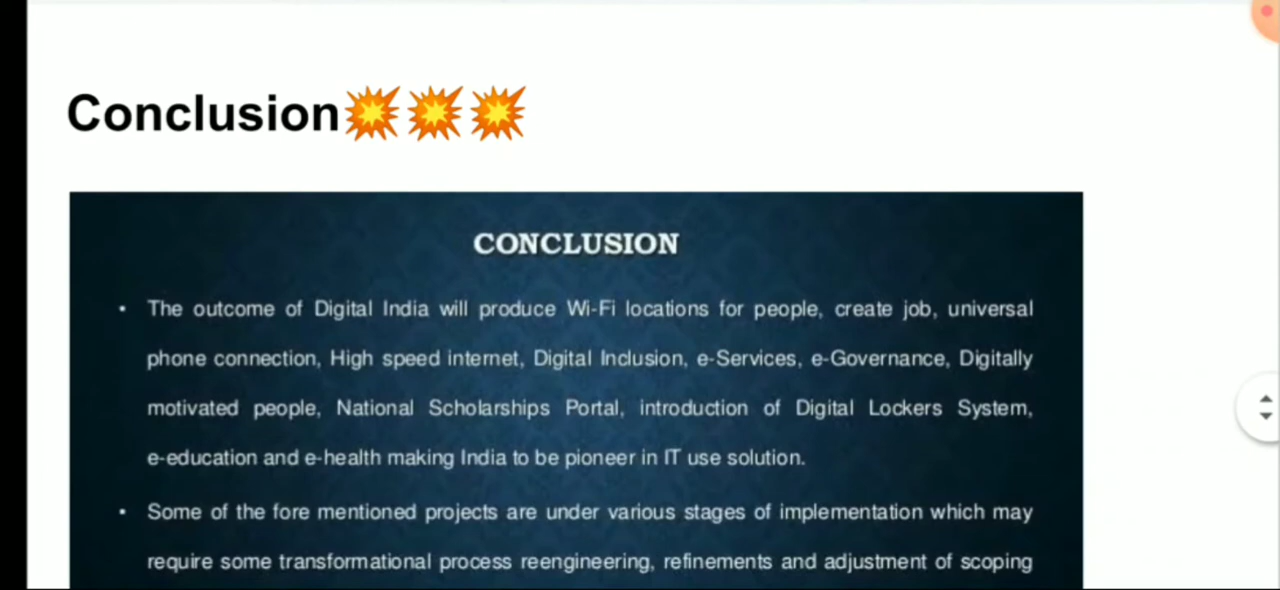 Conclusion💥💥💥
CONCLUSION
• The outcome of Digital India will produce Wi-Fi locations for people, create job, universal
phone connection, High speed internet, Digital Inclusion, e-Services, e-Governance, Digitally
motivated people, National Scholarships Portal, introduction of Digital Lockers System,
e-education and e-health making India to be pioneer in IT use solution.
• Some of the fore mentioned projects are under various stages of implementation which may
require some transformational process reengineering, refinements and adjustment of scoping